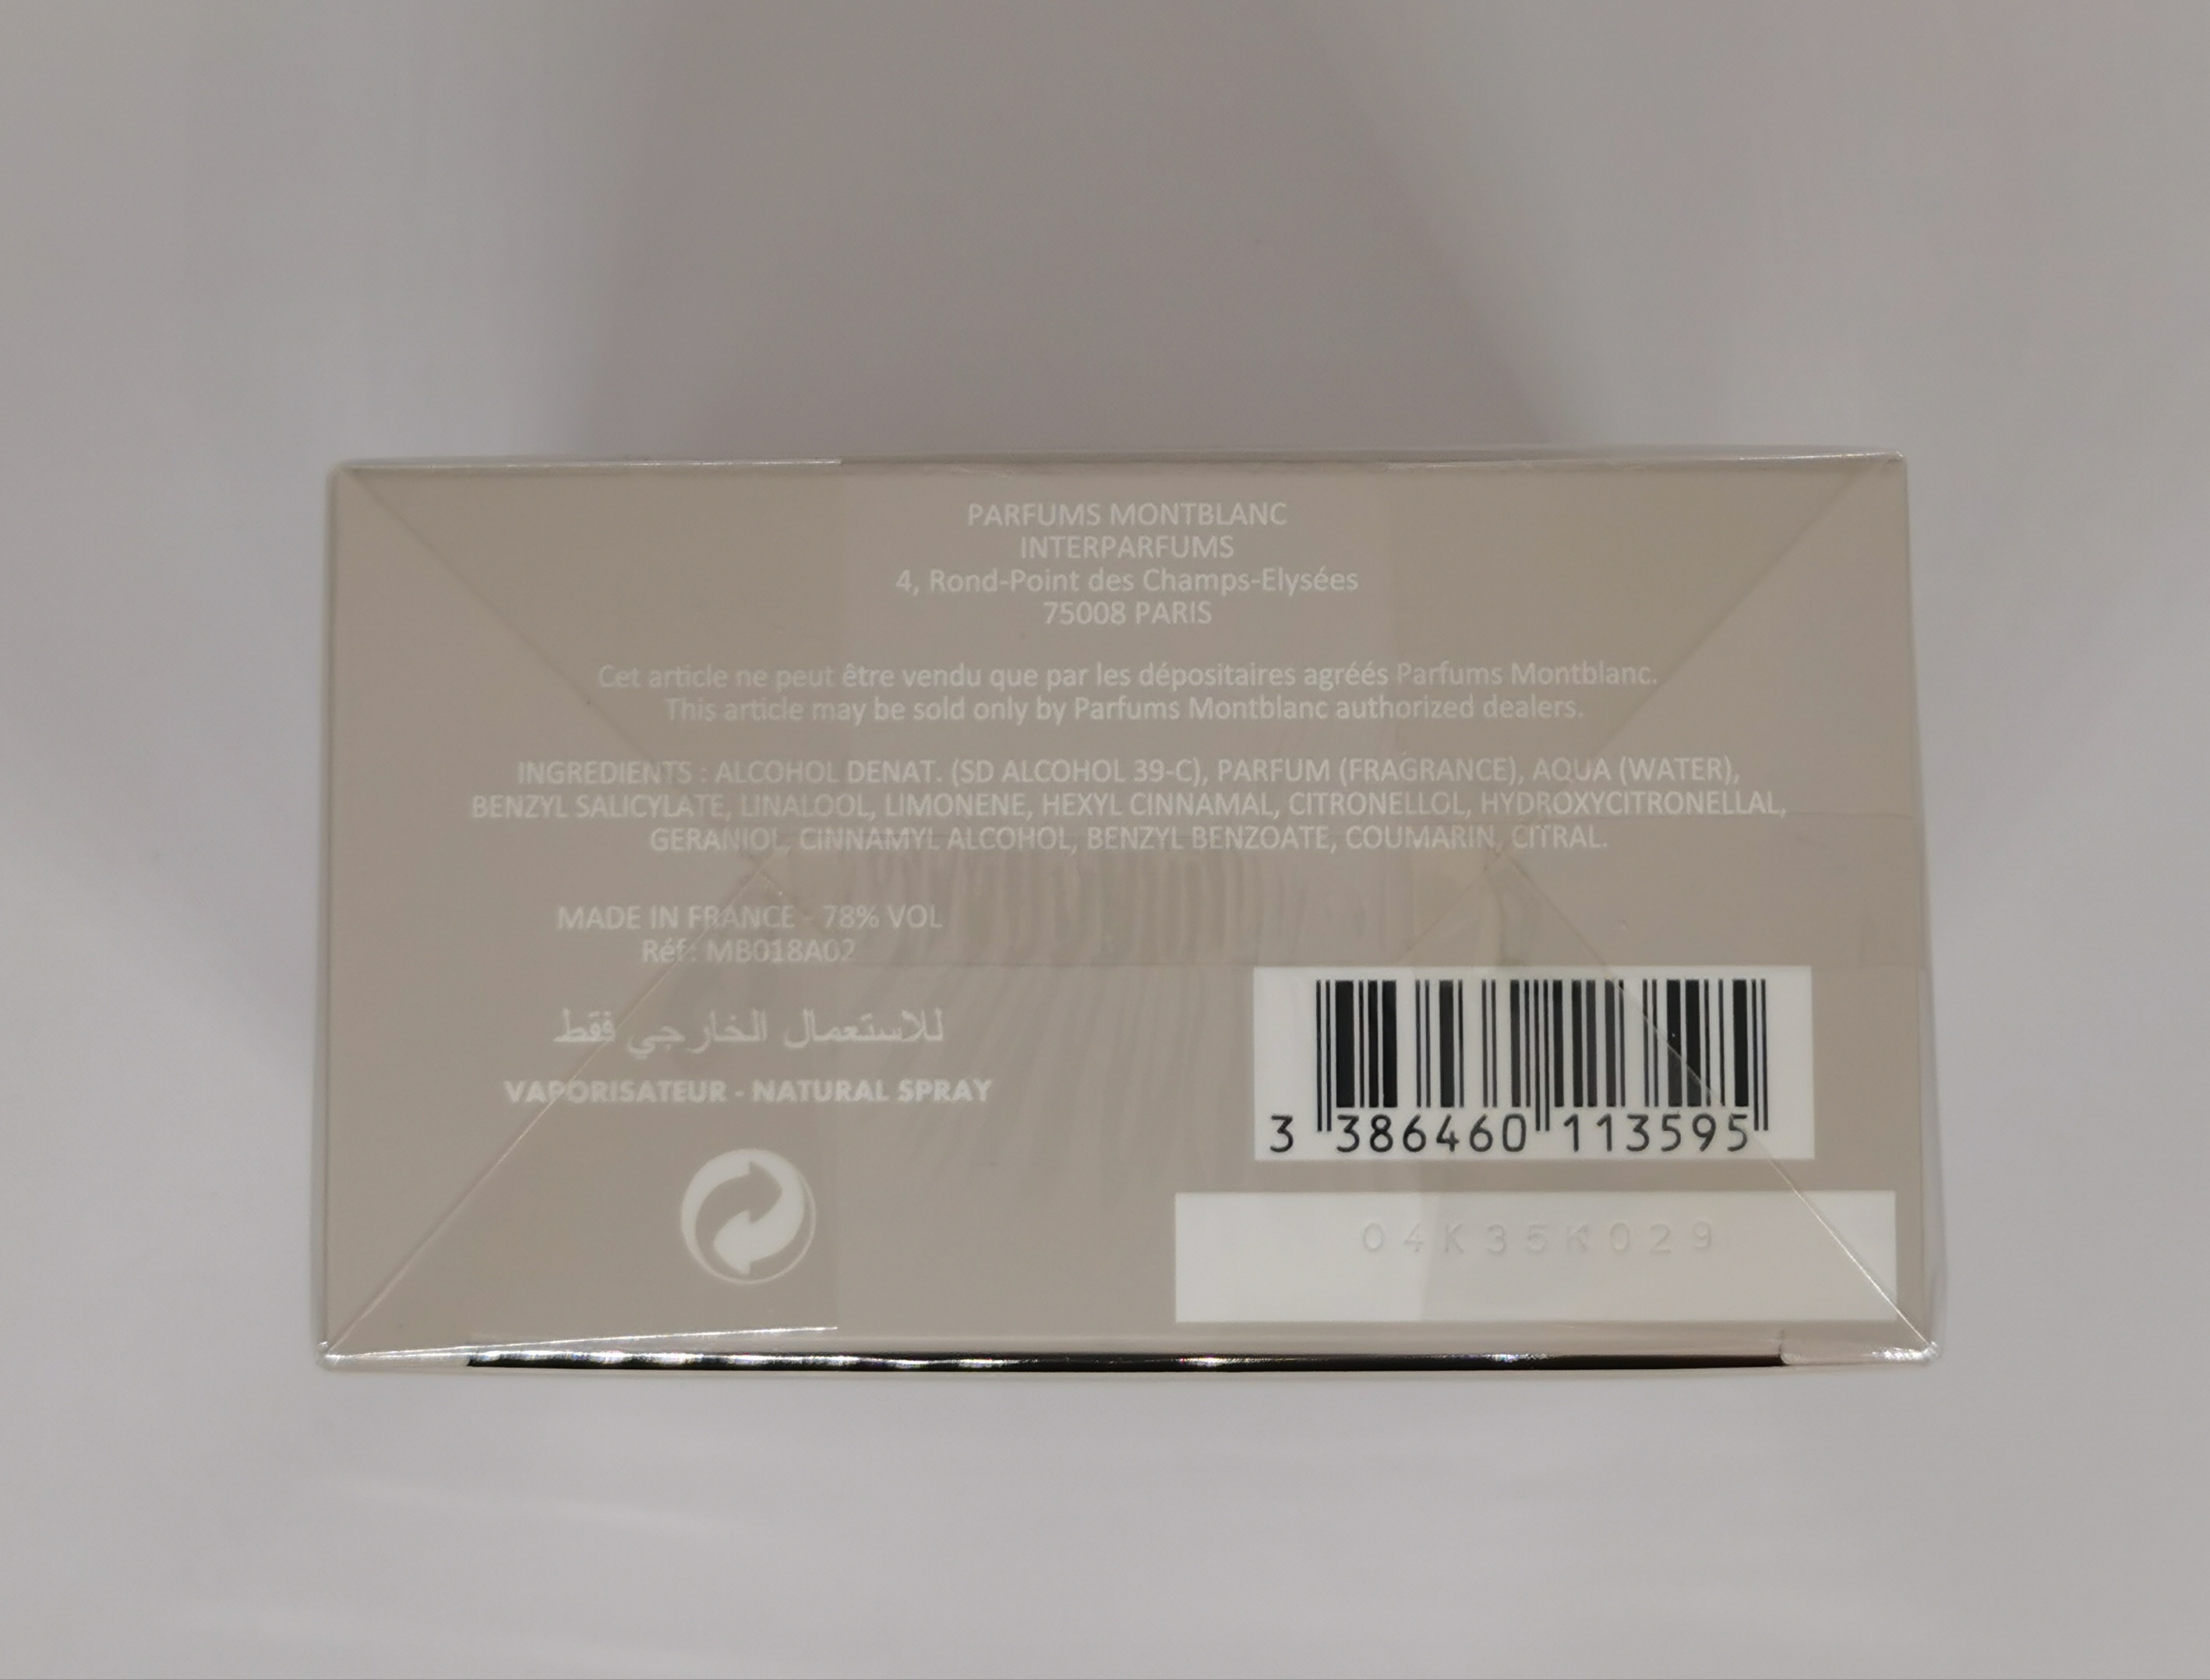 PARFUMS MONTBLANC
INTERPARFUMS
4, Rond-Point des Champs-Elysées
75008 PARIS
Cet article ne peut être vendu que par les dépositaires agréés Parfums Montblanc.
This article may be sold only by Parfums Montblanc authorized dealers.
INGREDIENTS : ALCOHOL DENAT. (SD ALCOHOL 39-C), PARFUM (FRAGRANCE), AQUA (WATER),
BENZYL SALICYLATE, LINALOOL, LIMONENE, HEXYL CINNAMAL, CITRONELLOL, HYDROXYCITRONELLAL,
GERANIOL, CINNAMYL ALCOHOL, BENZYL BENZOATE, COUMARIN, CITRAL.
MADE IN FRANCE - 78% VOL
Réf : MB018A02
للاستعمال الخارجي فقط
VAPORISATEUR - NATURAL SPRAY
3 386460 113595
04K35K029